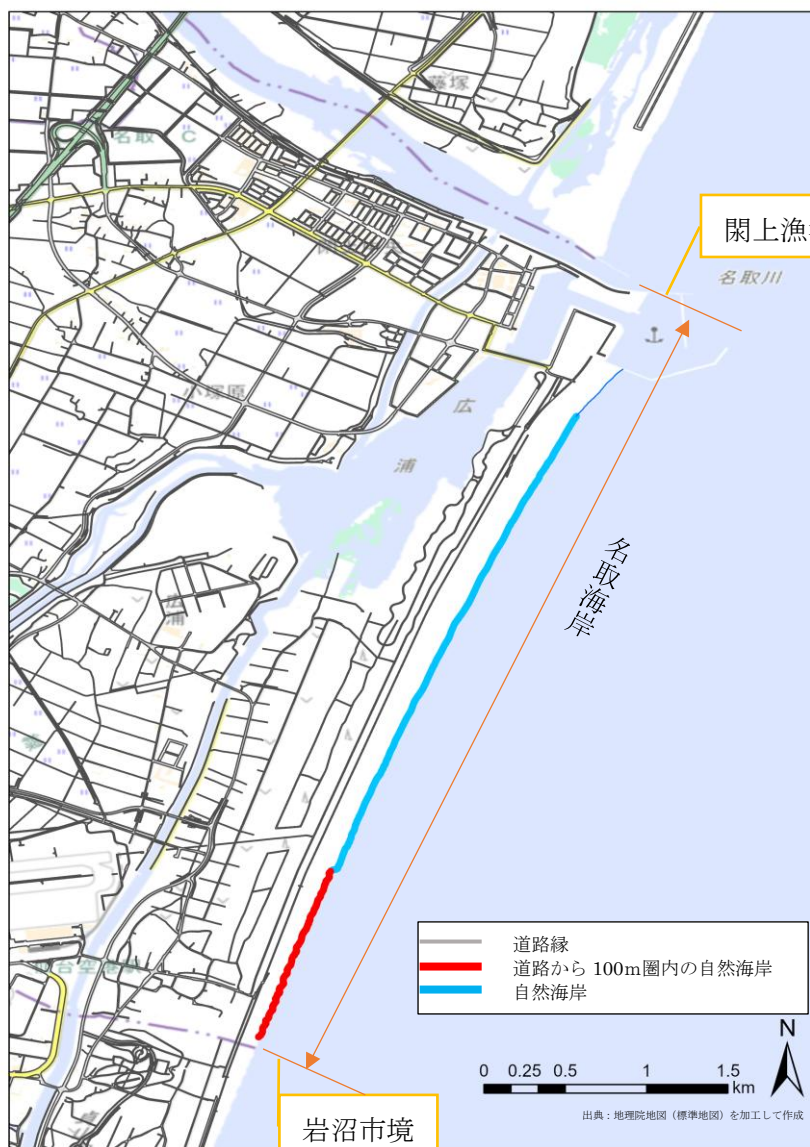 藤塚
名取 C
閖上漁
名取川
小塚原
広
浦
名取海岸
広浦
道路縁
道路から 100m圏内の自然海岸
自然海岸
N
0 0.25 0.5 1 1.5
km
出典：地理院地図（標準地図）を加工して作成
岩沼市境